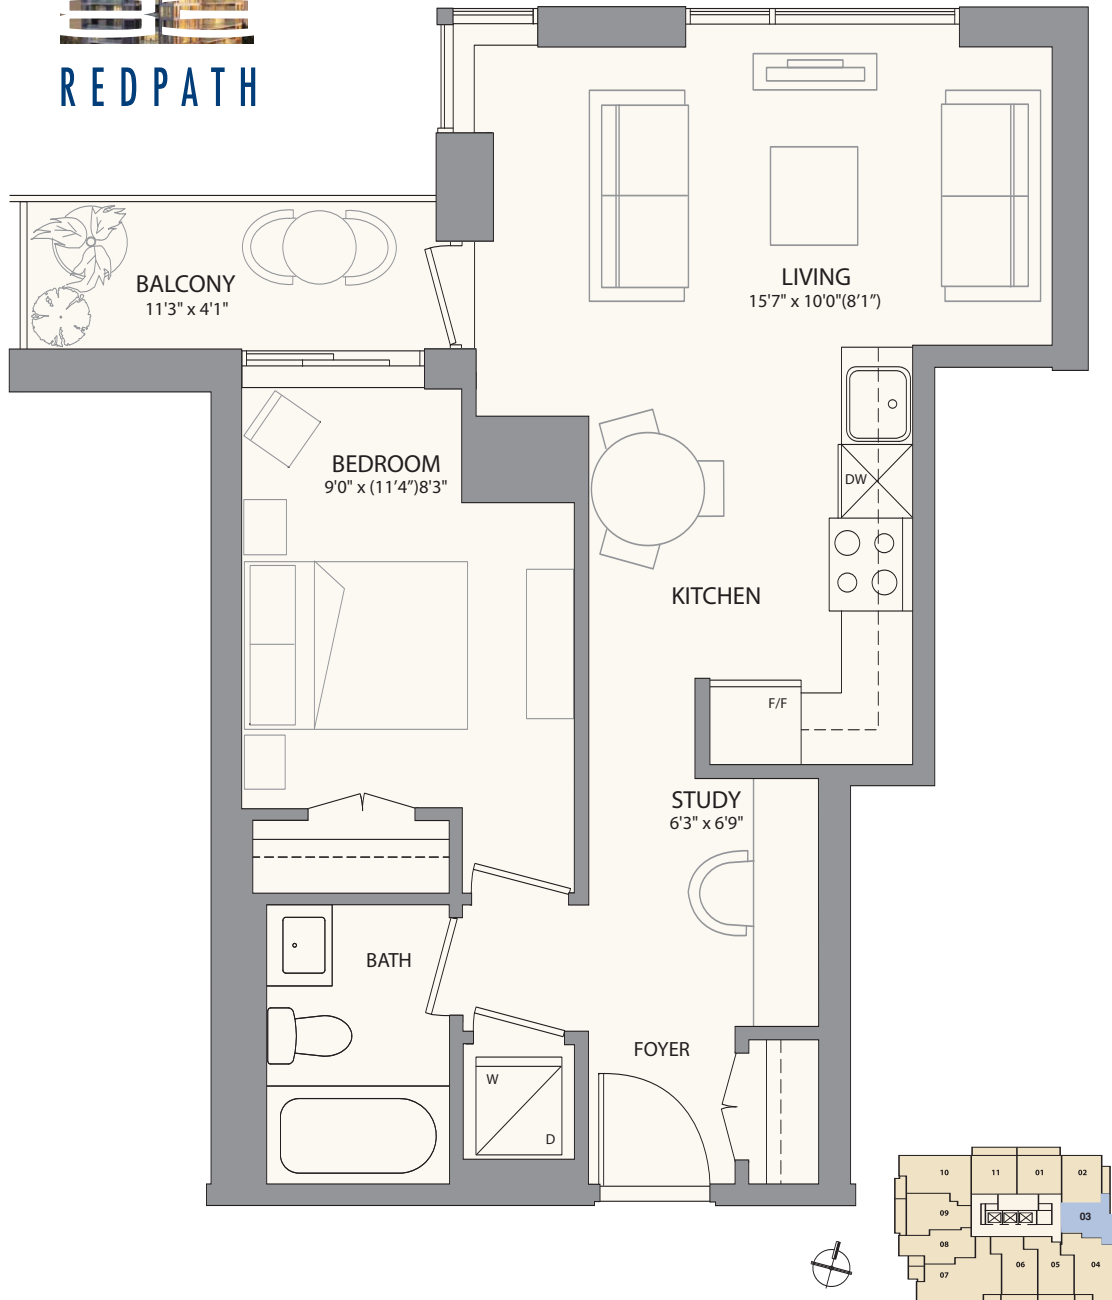 REDPATH
BALCONY
11'3" x 4'1"
LIVING
15'7" x 10'0"(8'1")
BEDROOM
9'0" x (11'4")8'3"
DW
KITCHEN
F/F
STUDY
6'3" x 6'9"
BATH
FOYER
W
D
10
11
01
02
09
03
08
07
06
05
04